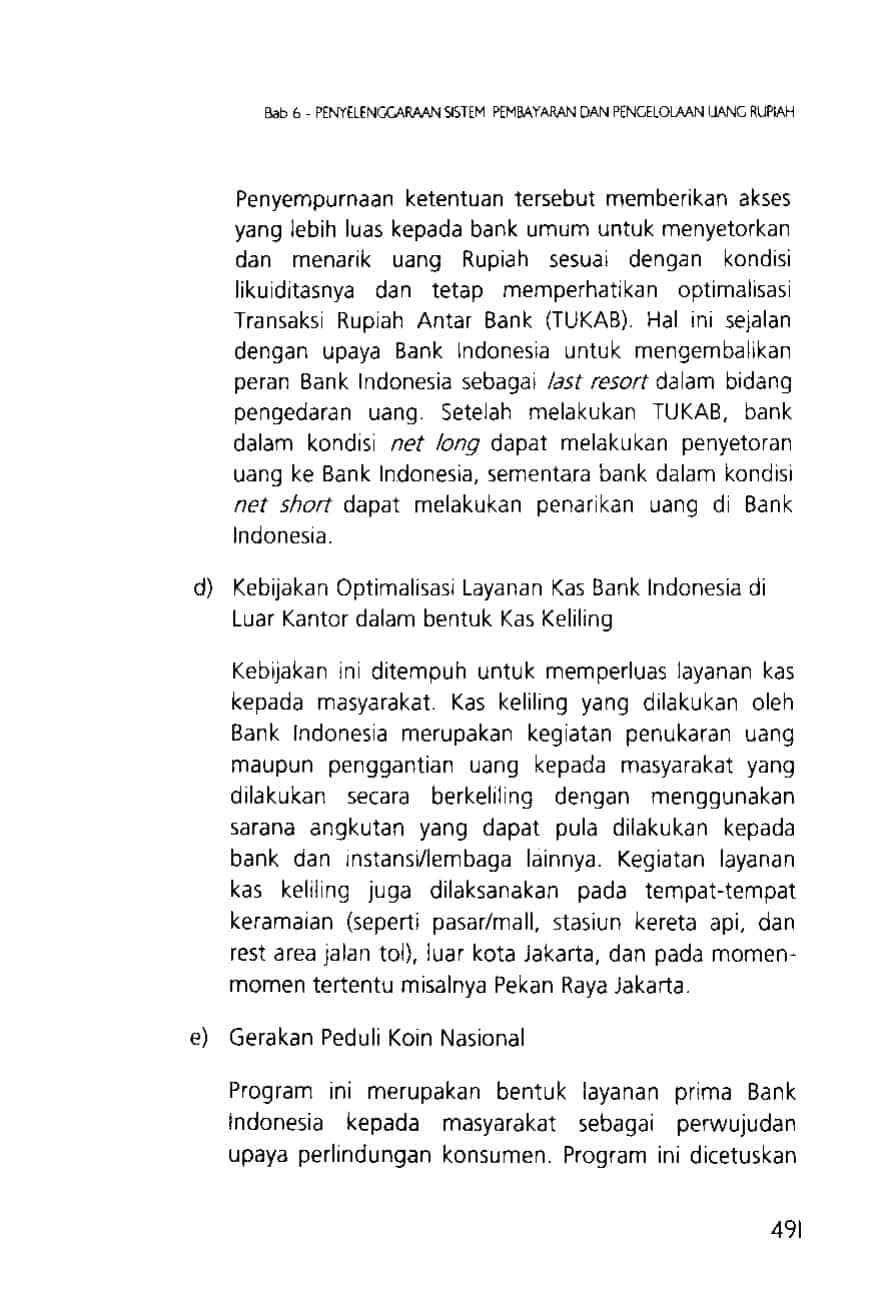 Bab 6 - PENYELENGGARAAN SISTEM PEMBAYARAN DAN PENGELOLAAN UANG RUPIAH
Penyempurnaan ketentuan tersebut memberikan akses
yang lebih luas kepada bank umum untuk menyetorkan
dan menarik uang Rupiah sesuai dengan kondisi
likuiditasnya dan tetap memperhatikan optimalisasi
Transaksi Rupiah Antar Bank (TUKAB). Hal ini sejalan
dengan upaya Bank Indonesia untuk mengembalikan
peran Bank Indonesia sebagai last resort dalam bidang
pengedaran uang. Setelah melakukan TUKAB, bank
dalam kondisi net long dapat melakukan penyetoran
uang ke Bank Indonesia, sementara bank dalam kondisi
net short dapat melakukan penarikan uang di Bank
Indonesia.
d) Kebijakan Optimalisasi Layanan Kas Bank Indonesia di
Luar Kantor dalam bentuk Kas Keliling
Kebijakan ini ditempuh untuk memperluas layanan kas
kepada masyarakat. Kas keliling yang dilakukan oleh
Bank Indonesia merupakan kegiatan penukaran uang
maupun penggantian uang kepada masyarakat yang
dilakukan secara berkeliling dengan menggunakan
sarana angkutan yang dapat pula dilakukan kepada
bank dan instansi/lembaga lainnya. Kegiatan layanan
kas keliling juga dilaksanakan pada tempat-tempat
keramaian (seperti pasar/mall, stasiun kereta api, dan
rest area jalan tol), luar kota Jakarta, dan pada momen-
momen tertentu misalnya Pekan Raya Jakarta.
e) Gerakan Peduli Koin Nasional
Program ini merupakan bentuk layanan prima Bank
Indonesia kepada masyarakat sebagai perwujudan
upaya perlindungan konsumen. Program ini dicetuskan
491